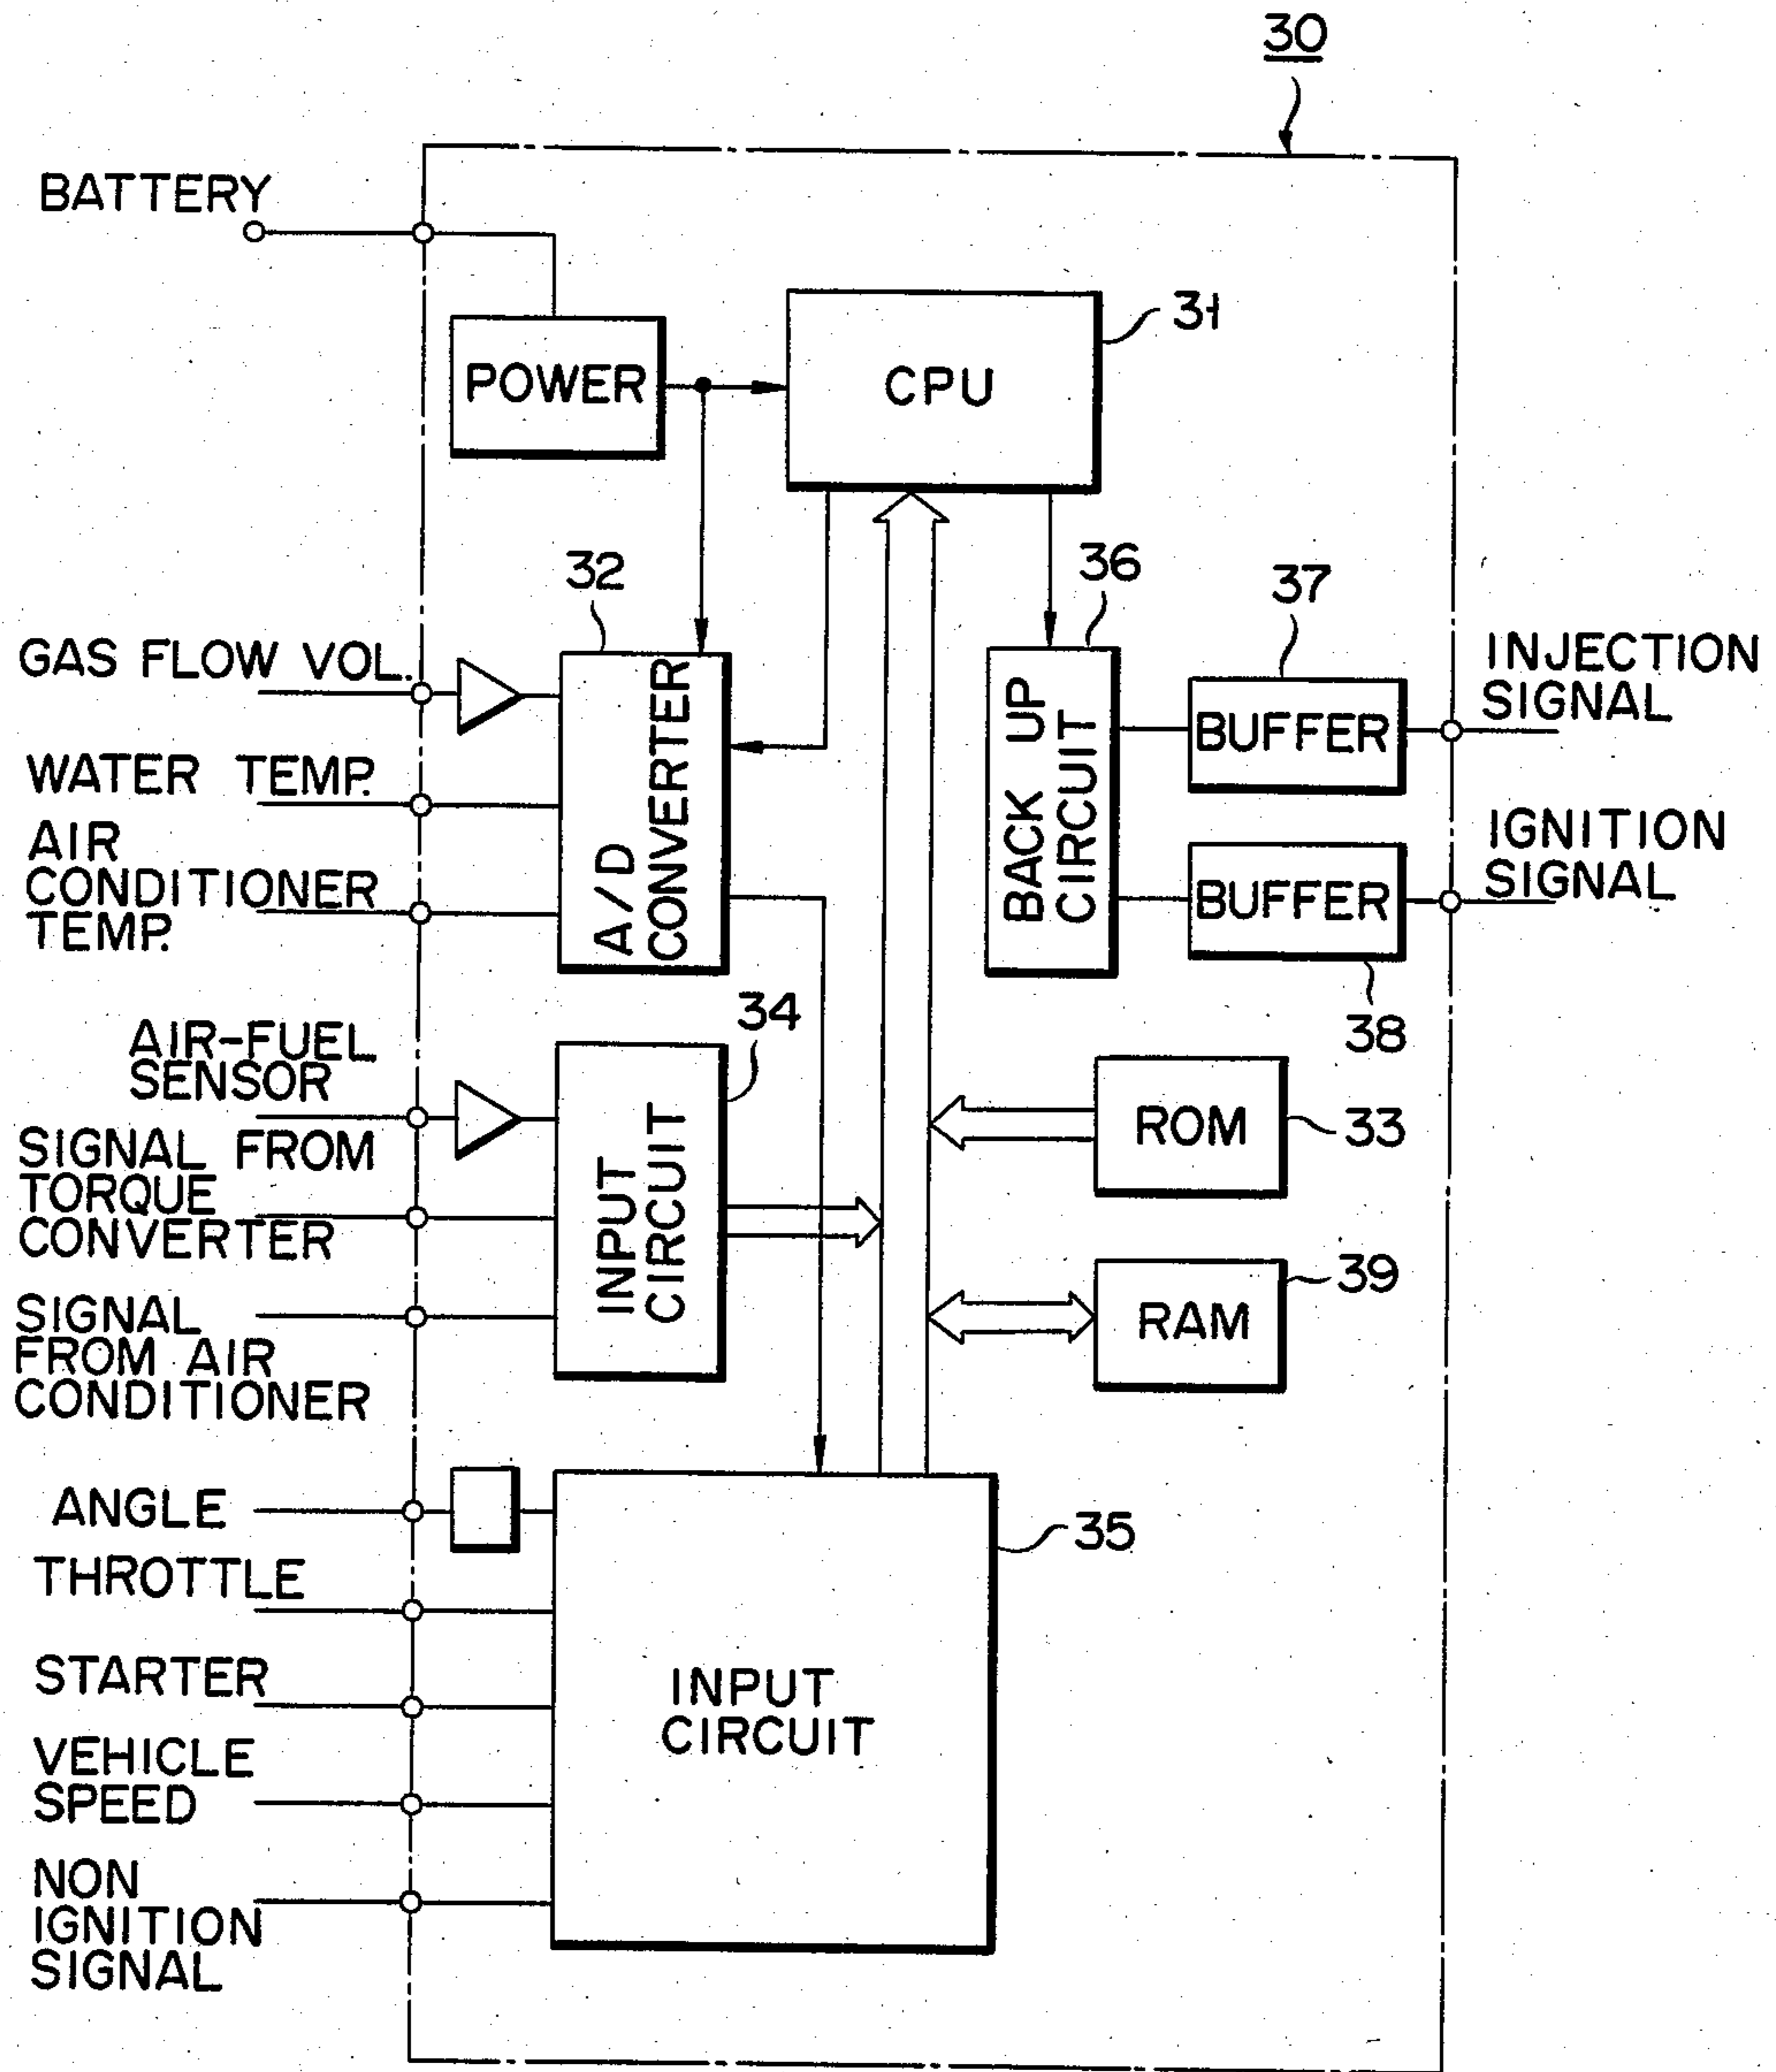 30
BATTERY
POWER
CPU
31
32
36
37
GAS FLOW VOL.
A/D
CONVERTER
BACK UP
CIRCUIT
BUFFER
INJECTION
SIGNAL
WATER TEMP.
AIR
CONDITIONER
TEMP.
BUFFER
IGNITION
SIGNAL
38
34
AIR-FUEL
SENSOR
INPUT
CIRCUIT
ROM
33
SIGNAL FROM
TORQUE
CONVERTER
39
RAM
SIGNAL
FROM AIR
CONDITIONER
ANGLE
35
THROTTLE
STARTER
INPUT
CIRCUIT
VEHICLE
SPEED
NON
IGNITION
SIGNAL